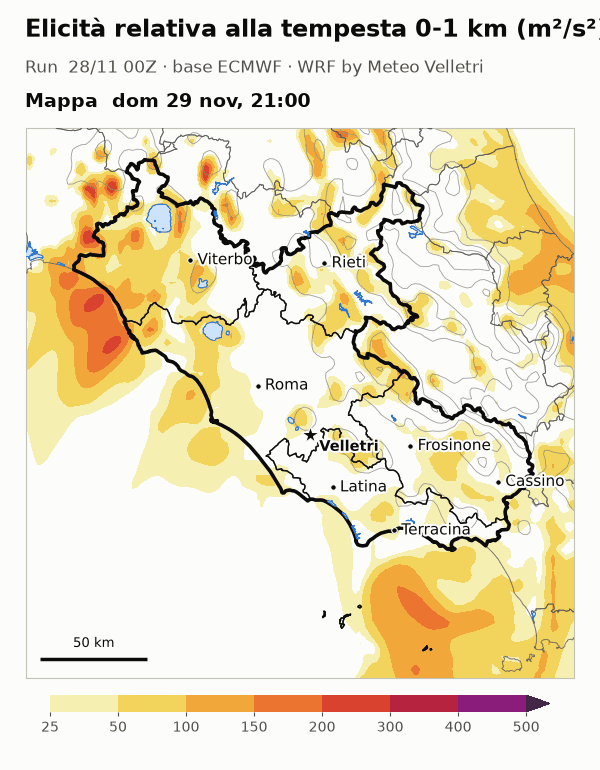 Elicità relativa alla tempesta 0-1 km (m²/s²)
Run 28/11 00Z · base ECMWF · WRF by Meteo Velletri
Mappa dom 29 nov, 21:00
Viterbo
Rieti
Roma
Velletri
Frosinone
Cassino
Latina
Terracina
50 km
25 50 100 150 200 300 400 500